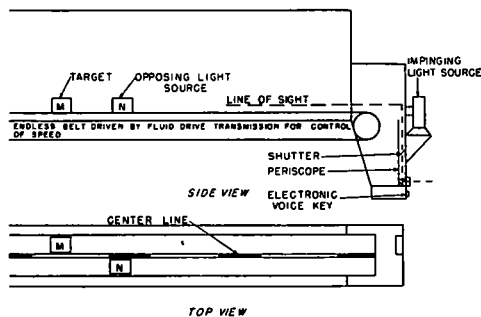 IMPINGING
LIGHT SOURCE
TARGET
OPPOSING LIGHT
SOURCE
M
N
LINE OF SIGHT
ENDLESS BELT DRIVEN BY FLUID DRIVE TRANSMISSION FOR CONTROL
OF SPEED
SHUTTER
PERISCOPE
SIDE VIEW
ELECTRONIC
VOICE KEY
CENTER LINE
M
N
TOP VIEW